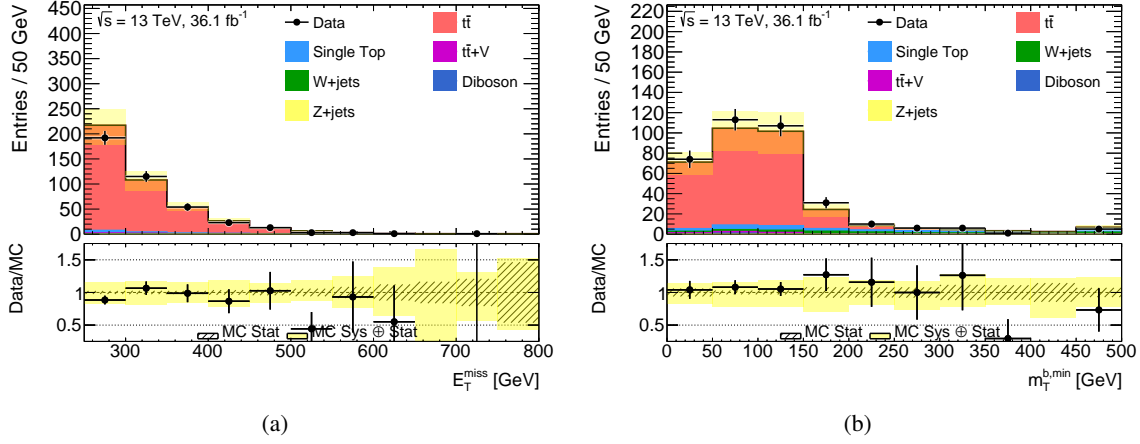 √s = 13 TeV, 36.1 fb⁻¹
Data
tt̄
Single Top
tt̄+V
W+jets
Diboson
Z+jets
Entries / 50 GeV
450
400
350
300
250
200
150
100
50
0
Data/MC
1.5
1
0.5
MC Stat
MC Sys ⊕ Stat
300 400 500 600 700 800
E_T^miss [GeV]
(a)
√s = 13 TeV, 36.1 fb⁻¹
Data
tt̄
Single Top
W+jets
tt̄+V
Diboson
Z+jets
Entries / 50 GeV
220
200
180
160
140
120
100
80
60
40
20
0
Data/MC
1.5
1
0.5
MC Stat
MC Sys ⊕ Stat
0 50 100 150 200 250 300 350 400 450 500
m_T^b,min [GeV]
(b)